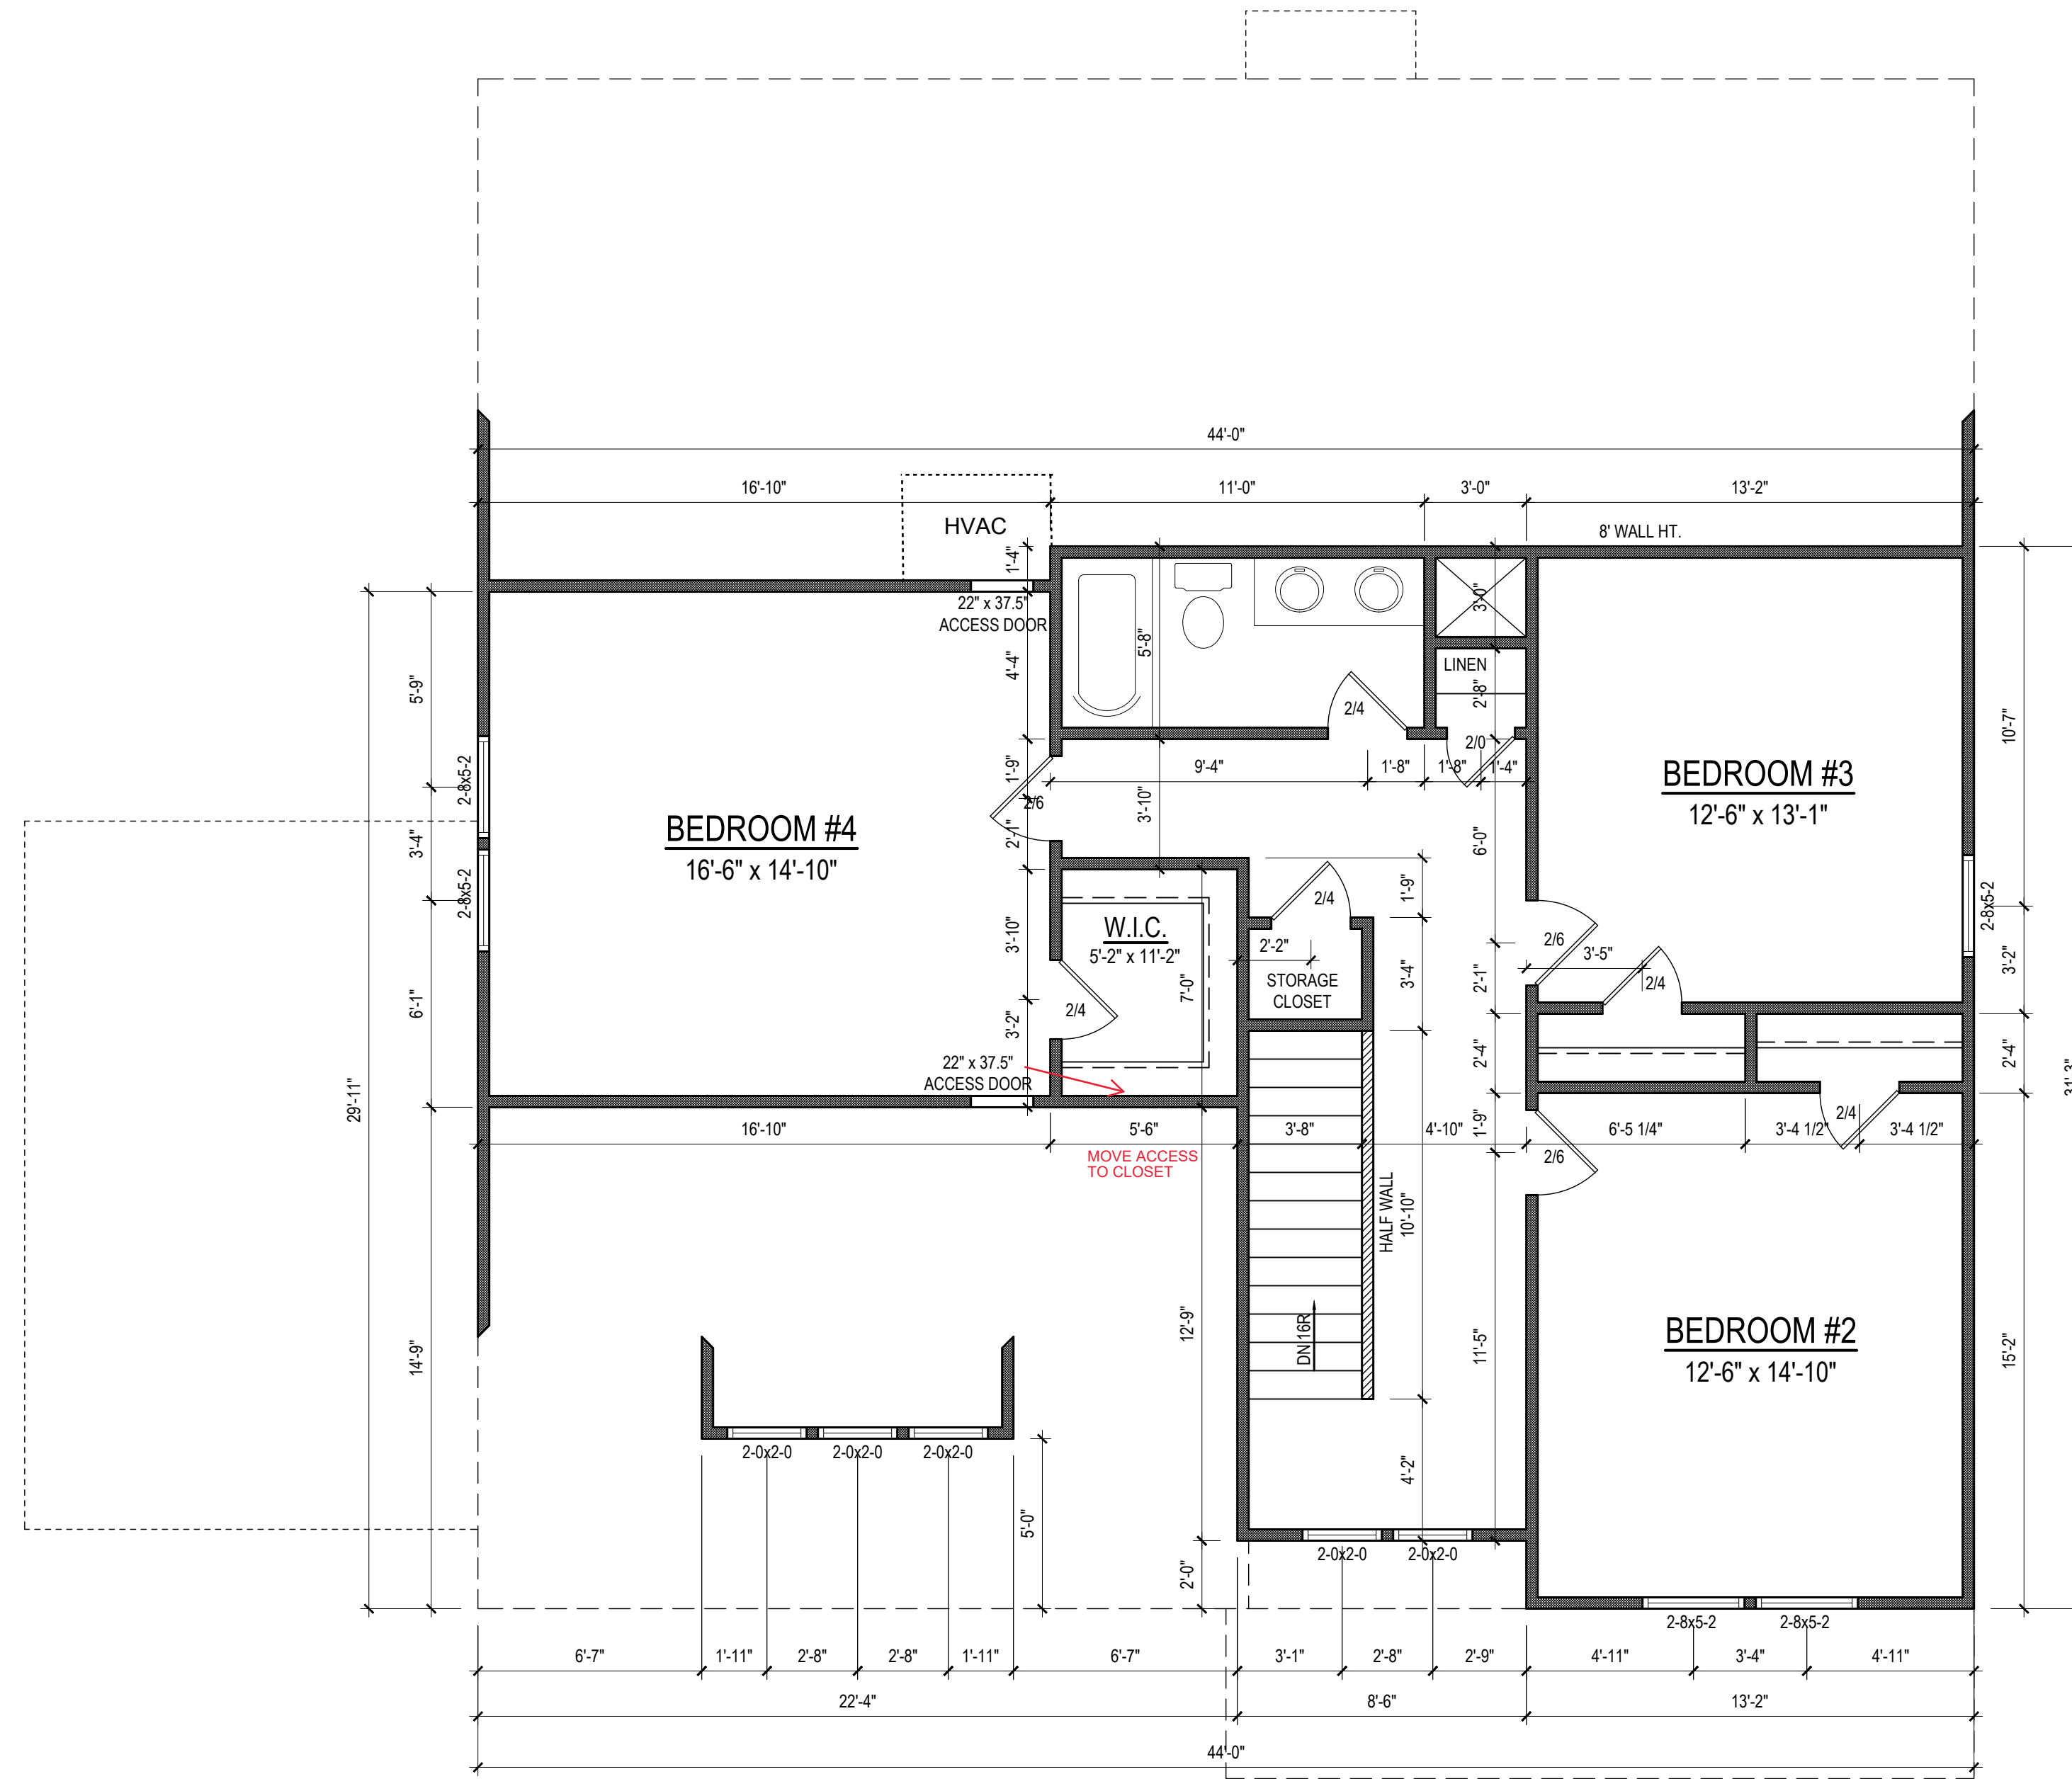 44'-0"
16'-10"
11'-0"
3'-0"
13'-2"
HVAC
8' WALL HT.
1'-4"
22" x 37.5"
ACCESS DOOR
3'-0"
5'-8"
4'-4"
LINEN
2'-8"
5'-9"
2/4
2/0
10'-7"
2-8x5-2
1'-9"
9'-4"
1'-8"
1'-8"
1'-4"
BEDROOM #3
12'-6" x 13'-1"
2/6
3'-10"
BEDROOM #4
16'-6" x 14'-10"
3'-4"
2'-1"
6'-0"
2-8x5-2
1'-9"
2/4
2-8x5-2
W.I.C.
5'-2" x 11'-2"
3'-10"
2'-2"
2/6
3'-5"
3'-2"
STORAGE
CLOSET
3'-4"
2'-1"
2/4
7'-0"
6'-1"
2/4
3'-2"
22" x 37.5"
ACCESS DOOR
2'-4"
2'-4"
31'-3"
29'-11"
16'-10"
5'-6"
3'-8"
4'-10"
1'-9"
6'-5 1/4"
2/4
3'-4 1/2"
3'-4 1/2"
MOVE ACCESS
TO CLOSET
2/6
HALF WALL
10'-10"
12'-9"
DN 16R
11'-5"
BEDROOM #2
12'-6" x 14'-10"
15'-2"
14'-9"
2-0x2-0
2-0x2-0
2-0x2-0
4'-2"
5'-0"
2-0x2-0
2-0x2-0
2'-0"
2-8x5-2
2-8x5-2
6'-7"
1'-11"
2'-8"
2'-8"
1'-11"
6'-7"
3'-1"
2'-8"
2'-9"
4'-11"
3'-4"
4'-11"
22'-4"
8'-6"
13'-2"
44'-0"